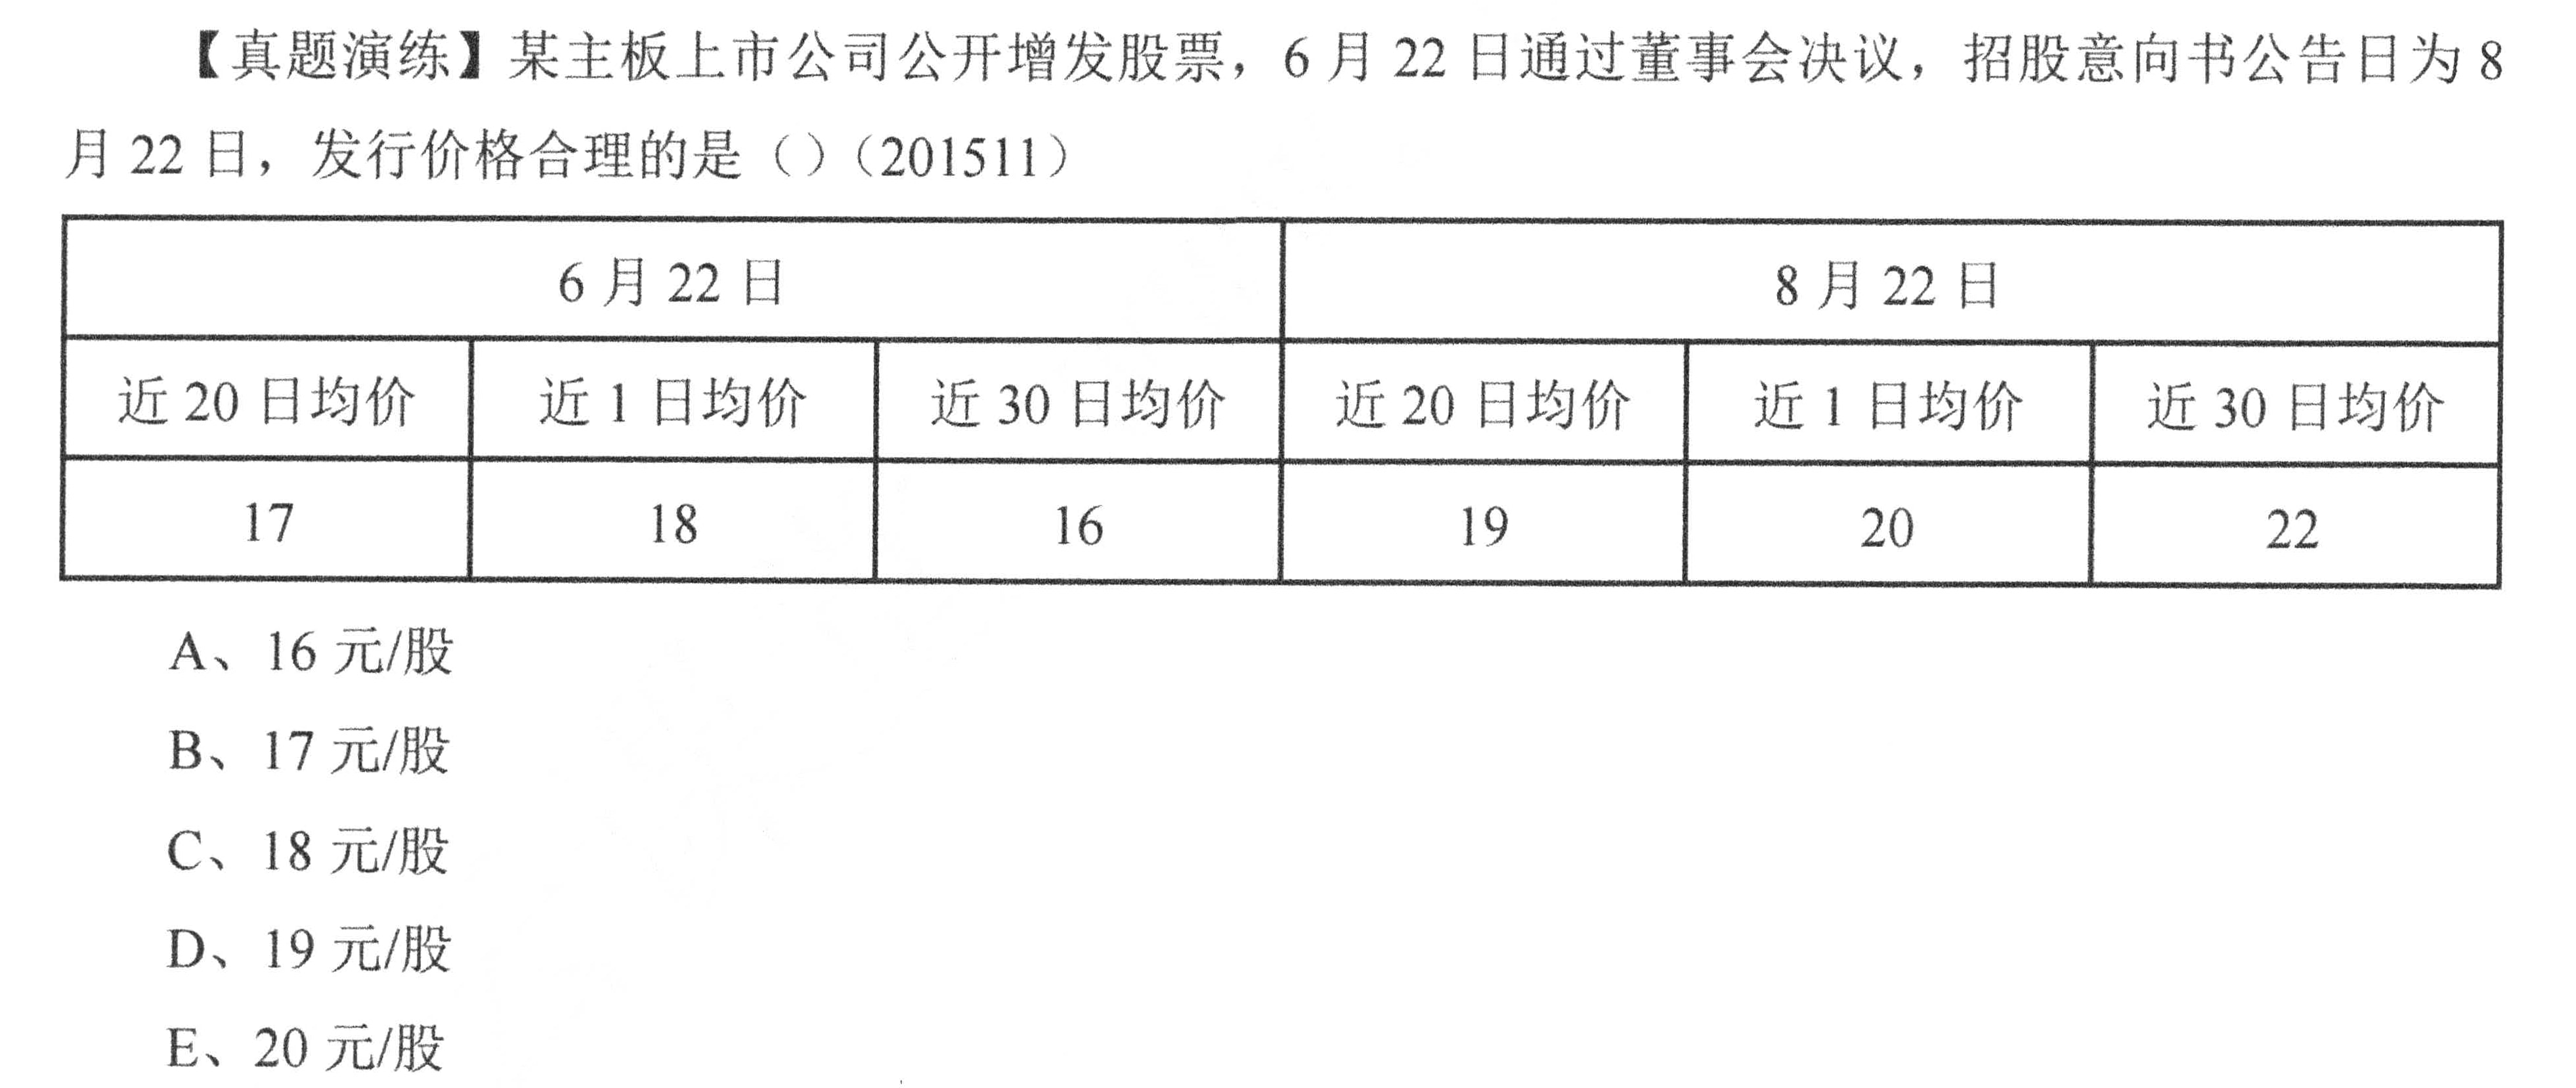 【真题演练】某主板上市公司公开增发股票，6 月 22 日通过董事会决议，招股意向书公告日为 8
月 22 日，发行价格合理的是（）（201511）
6 月 22 日 8 月 22 日
近 20 日均价 近 1 日均价 近 30 日均价 近 20 日均价 近 1 日均价 近 30 日均价
17 18 16 19 20 22
A、16 元/股
B、17 元/股
C、18 元/股
D、19 元/股
E、20 元/股